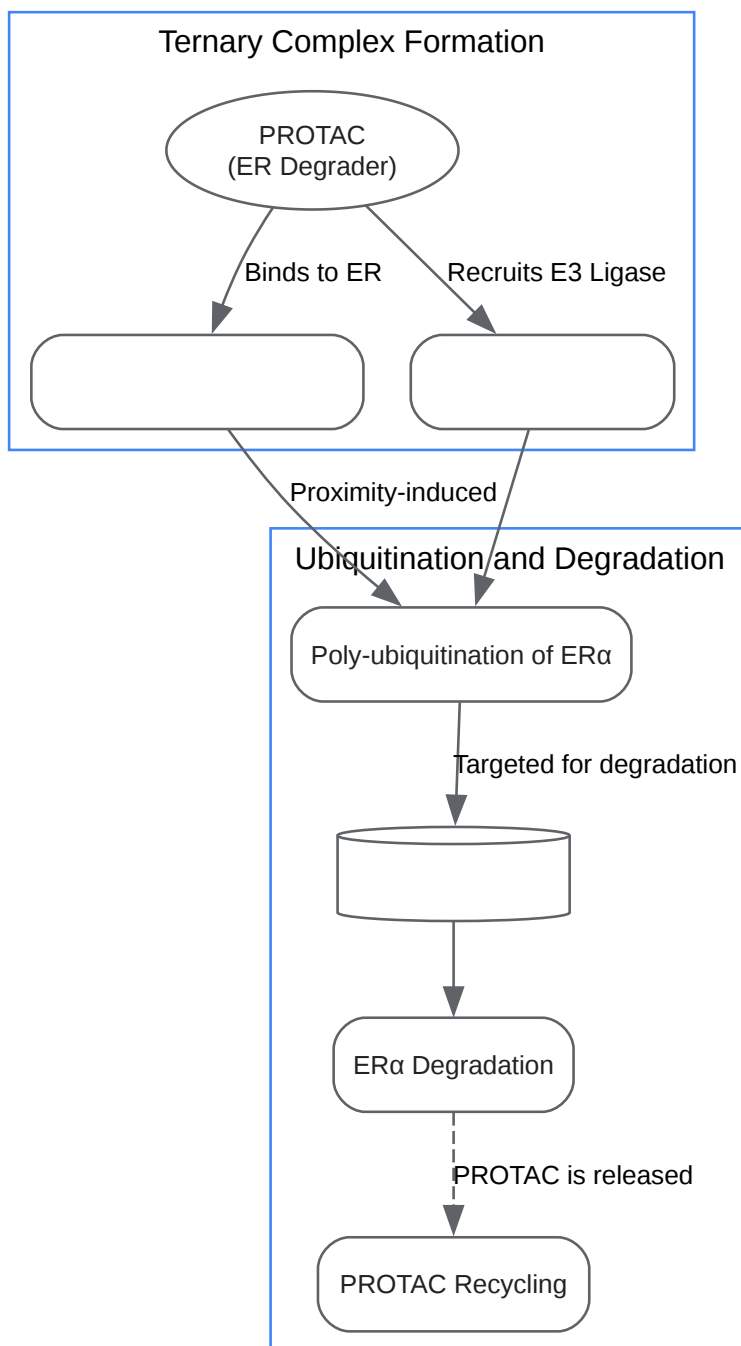 Ternary Complex Formation
PROTAC
(ER Degrader)
Binds to ER
Recruits E3 Ligase
Proximity-induced
Ubiquitination and Degradation
Poly-ubiquitination of ERα
Targeted for degradation
ERα Degradation
PROTAC is released
PROTAC Recycling